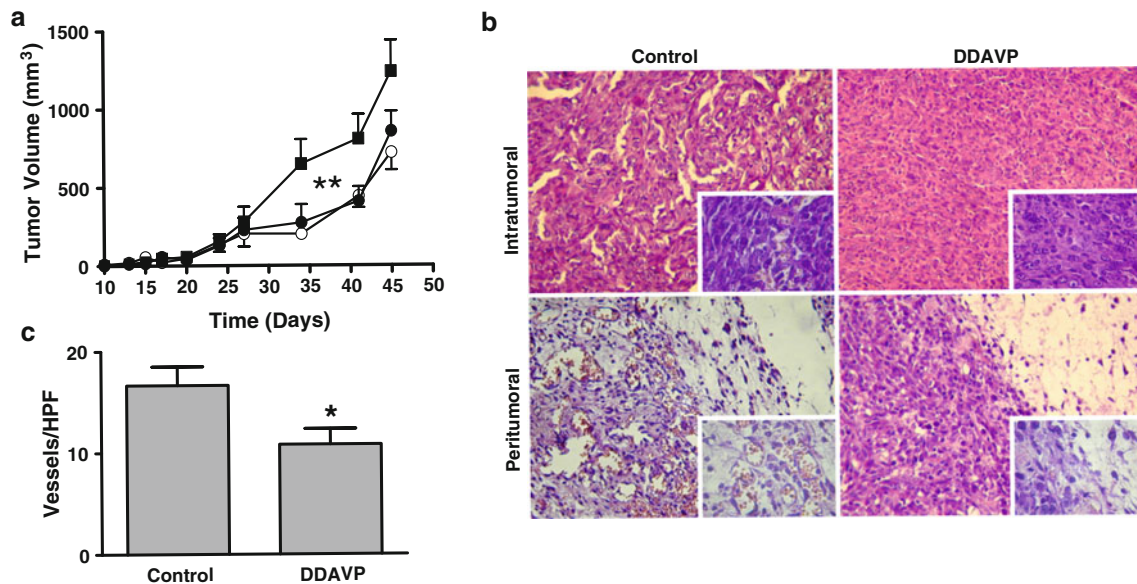 a
1500
1000
500
0
Tumor Volume (mm³)
10 15 20 25 30 35 40 45 50
Time (Days)
**
b
Control DDAVP
Intratumoral
Peritumoral
c
20
10
0
Vessels/HPF
*
Control DDAVP